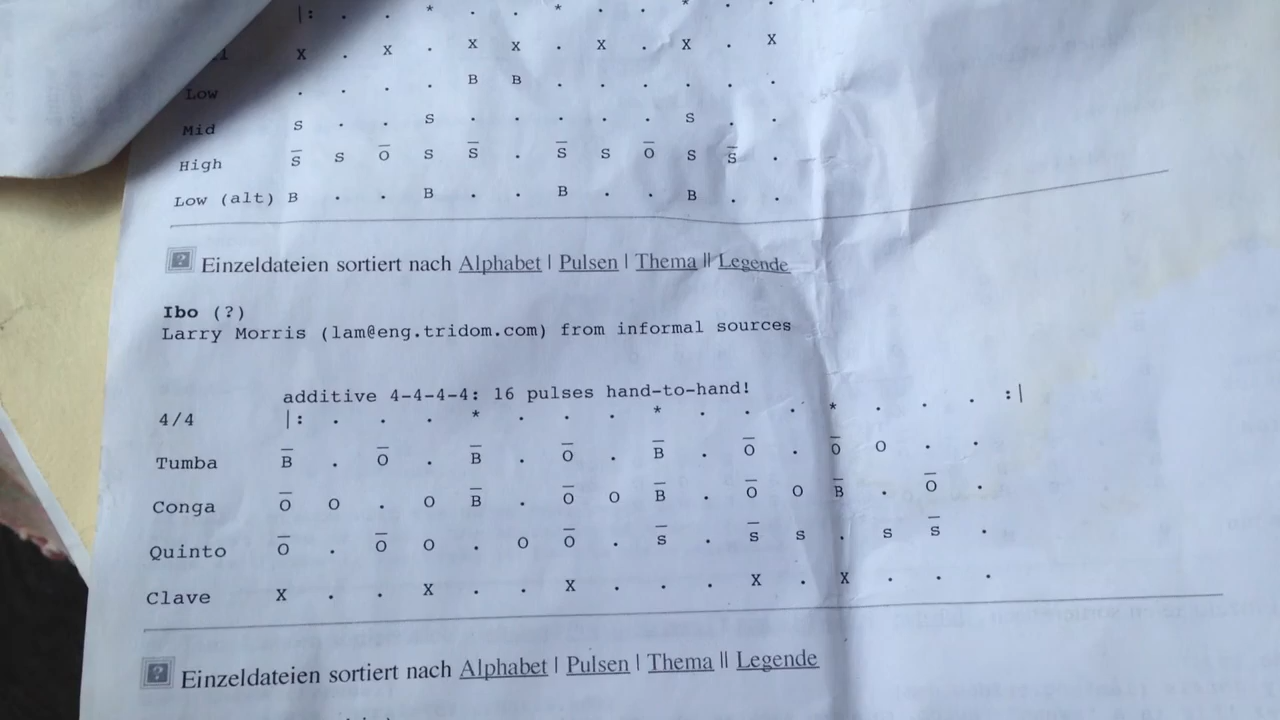 |: . . * . . * . . * . .
X . X . X X . X . X . X
Low . . . . B B . . . . . .
Mid S . . S . . . . . S . .
High S̅ S O̅ S S̅ . S̅ S O̅ S S̅ .
Low (alt) B . . B . . B . . B . .
? Einzeldateien sortiert nach Alphabet | Pulsen | Thema || Legende
Ibo (?)
Larry Morris (lam@eng.tridom.com) from informal sources
additive 4-4-4-4: 16 pulses hand-to-hand!
4/4 |: . . . * . . . * . . . * . . . :|
Tumba B̅ . O̅ . B̅ . O̅ . B̅ . O̅ . O̅ O . .
Conga O̅ O . O B̅ . O̅ O B̅ . O̅ O B̅ . O̅ .
Quinto O̅ . O̅ O . O O̅ . S̅ . S̅ S . S S̅ .
Clave X . . X . . X . . . X . X . . .
? Einzeldateien sortiert nach Alphabet | Pulsen | Thema || Legende